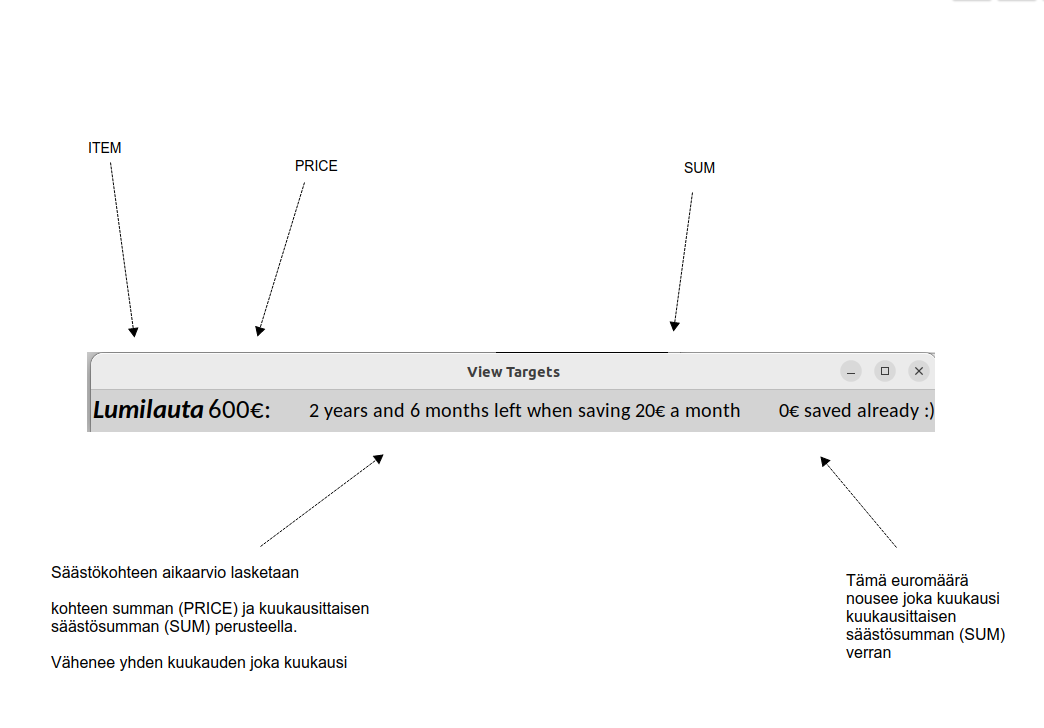 ITEM
PRICE
SUM
View Targets
Lumilauta 600€: 2 years and 6 months left when saving 20€ a month 0€ saved already :)
Säästökohteen aikaarvio lasketaan
kohteen summan (PRICE) ja kuukausittaisen
säästösumman (SUM) perusteella.
Vähenee yhden kuukauden joka kuukausi
Tämä euromäärä
nousee joka kuukausi
kuukausittaisen
säästösumman (SUM)
verran